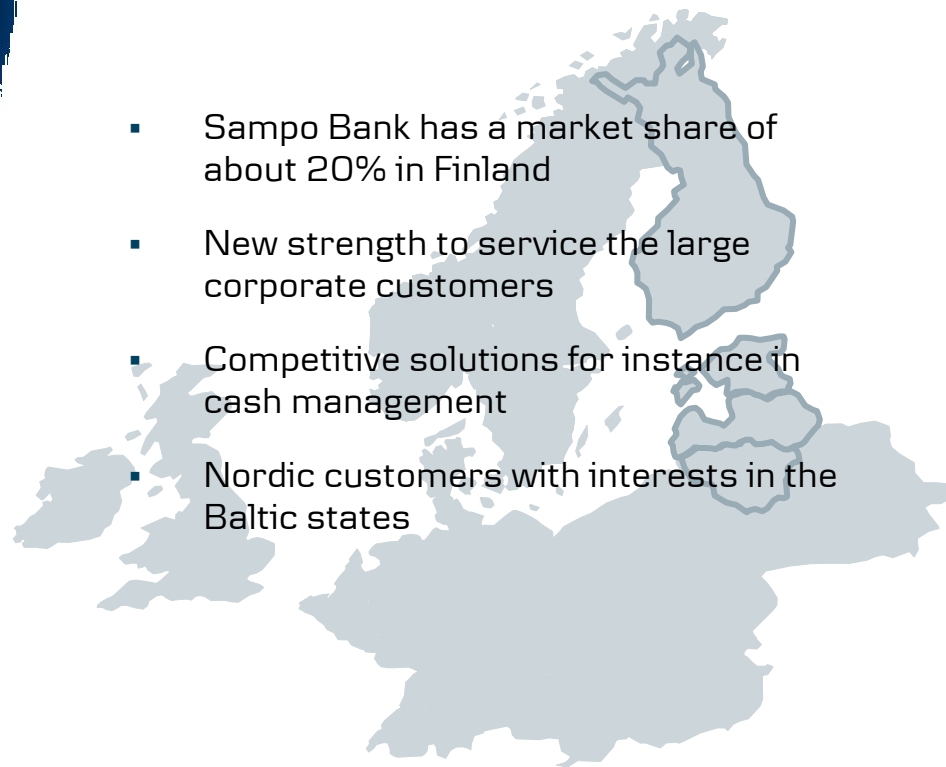 ▪ Sampo Bank has a market share of
about 20% in Finland
▪ New strength to service the large
corporate customers
▪ Competitive solutions for instance in
cash management
▪ Nordic customers with interests in the
Baltic states